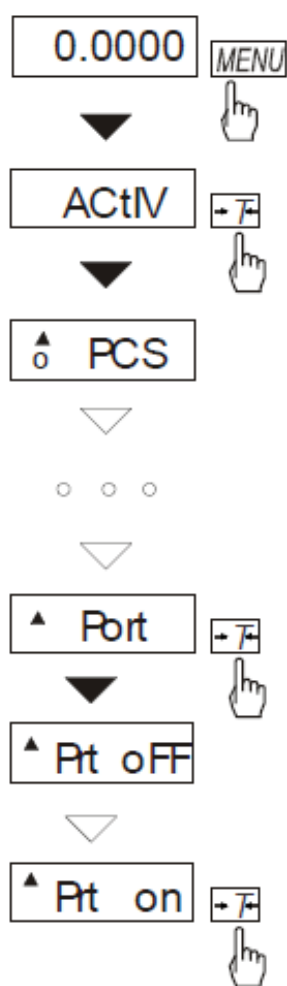 0.0000 MENU
ACtIV →T←
o PCS
Port →T←
Prt oFF
Prt on →T←